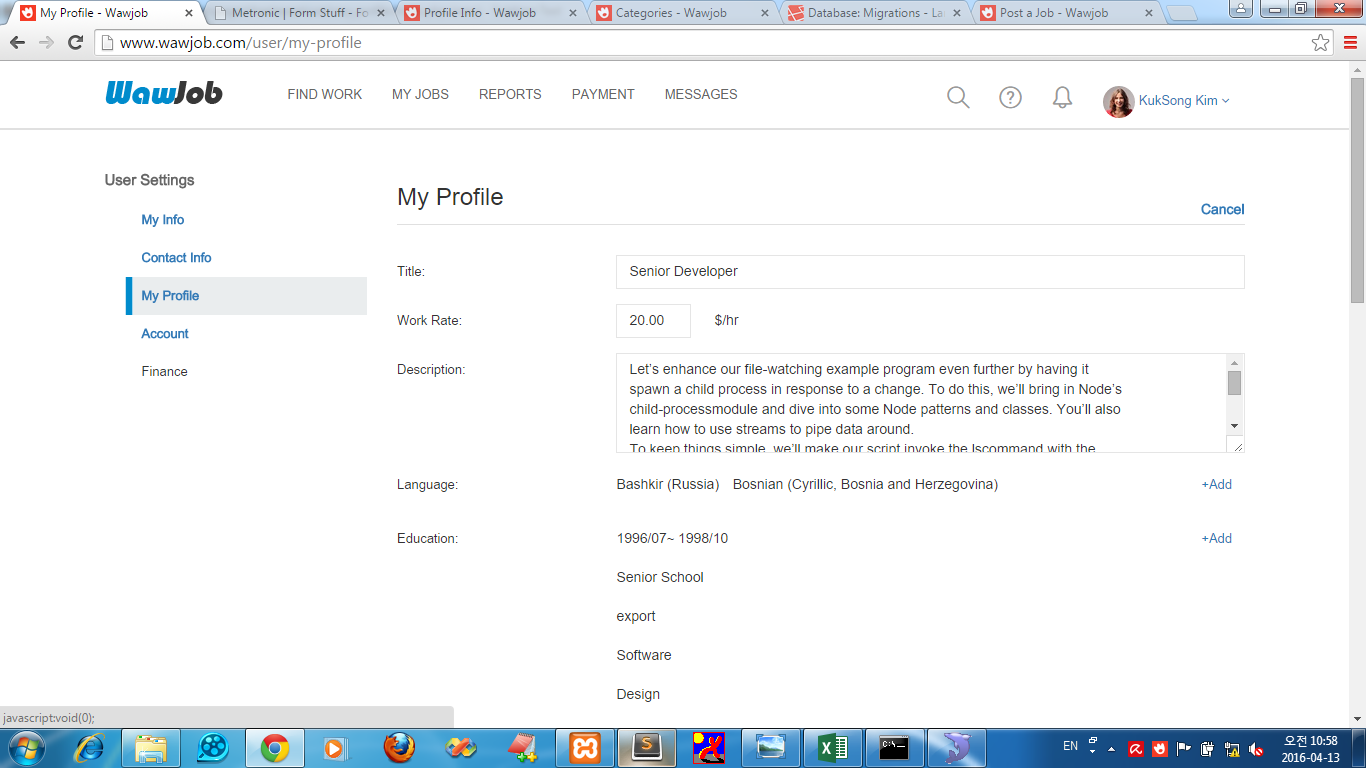 My Profile - Wawjob
Metronic | Form Stuff - Fo
Profile Info - Wawjob
Categories - Wawjob
Database: Migrations - La
Post a Job - Wawjob
www.wawjob.com/user/my-profile
WawJob
FIND WORK
MY JOBS
REPORTS
PAYMENT
MESSAGES
KukSong Kim
User Settings
My Info
Contact Info
My Profile
Account
Finance
My Profile
Cancel
Title:
Senior Developer
Work Rate:
20.00
$/hr
Description:
Let’s enhance our file-watching example program even further by having it
spawn a child process in response to a change. To do this, we’ll bring in Node’s
child-processmodule and dive into some Node patterns and classes. You’ll also
learn how to use streams to pipe data around.
To keep things simple, we’ll make our script invoke the lscommand with the
Language:
Bashkir (Russia) Bosnian (Cyrillic, Bosnia and Herzegovina)
+Add
Education:
1996/07~ 1998/10
+Add
Senior School
export
Software
Design
javascript:void(0);
EN
오전 10:58
2016-04-13